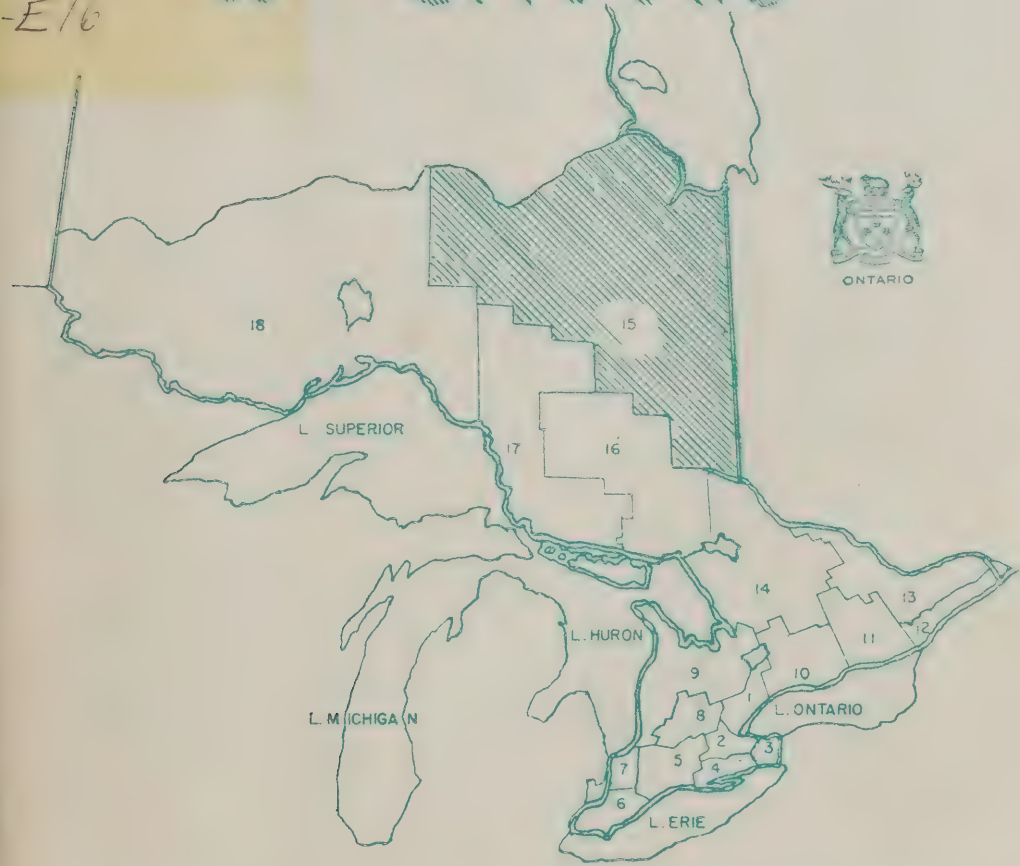 -E16
ONTARIO
15
18
L. SUPERIOR
17
16
14
13
L. HURON
12
11
9
10
1
L. ONTARIO
L. MICHIGAN
8
2
3
5
7
4
6
L. ERIE